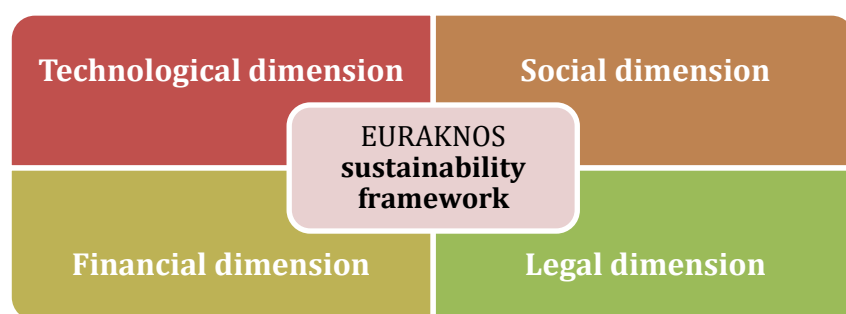 Technological dimension
Social dimension
EURAKNOS
sustainability
framework
Financial dimension
Legal dimension